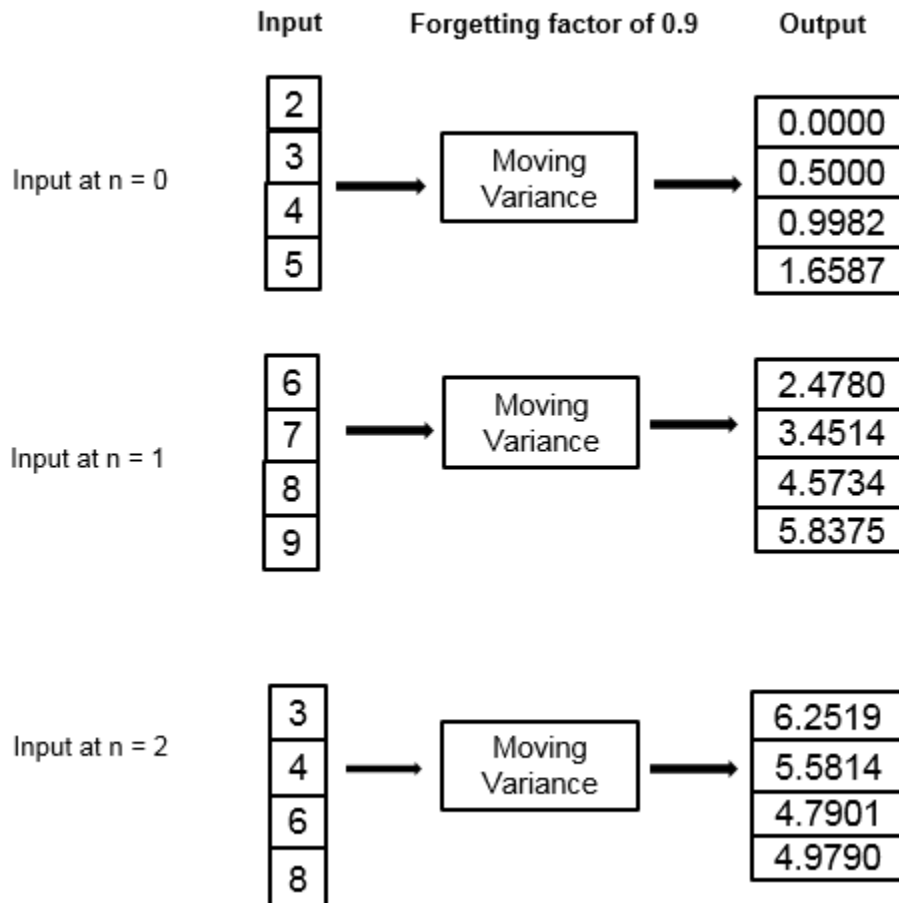 Input Forgetting factor of 0.9 Output
Input at n = 0
2
3
4
5
Moving
Variance
0.0000
0.5000
0.9982
1.6587
Input at n = 1
6
7
8
9
Moving
Variance
2.4780
3.4514
4.5734
5.8375
Input at n = 2
3
4
6
8
Moving
Variance
6.2519
5.5814
4.7901
4.9790